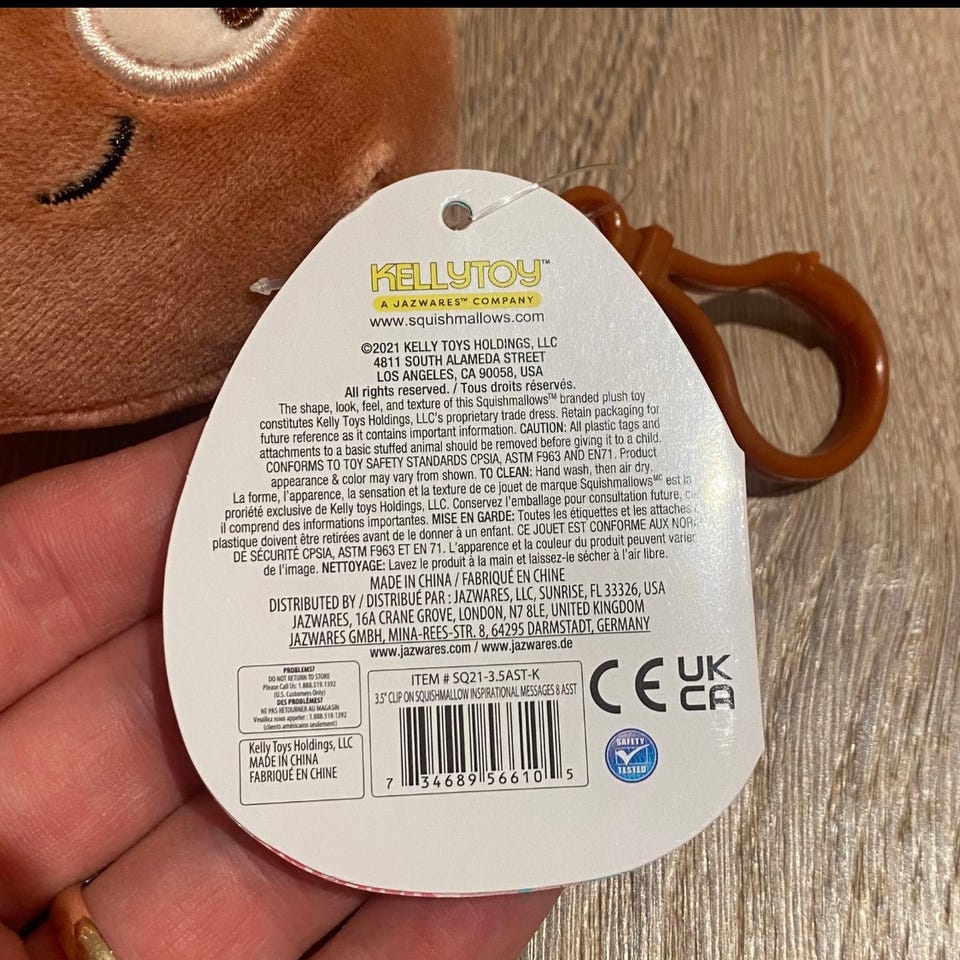 KELLYTOY™
A JAZWARES™ COMPANY
www.squishmallows.com
©2021 KELLY TOYS HOLDINGS, LLC
4811 SOUTH ALAMEDA STREET
LOS ANGELES, CA 90058, USA
All rights reserved. / Tous droits réservés.
The shape, look, feel, and texture of this Squishmallows™ branded plush toy
constitutes Kelly Toys Holdings, LLC's proprietary trade dress. Retain packaging for
future reference as it contains important information. CAUTION: All plastic tags and
attachments to a basic stuffed animal should be removed before giving it to a child.
CONFORMS TO TOY SAFETY STANDARDS CPSIA, ASTM F963 AND EN71. Product
appearance & color may vary from shown. TO CLEAN: Hand wash, then air dry.
La forme, l'apparence, la sensation et la texture de ce jouet de marque Squishmallowsᴹᶜ est la
propriété exclusive de Kelly toys Holdings, LLC. Conservez l'emballage pour consultation future,
il comprend des informations importantes. MISE EN GARDE: Toutes les étiquettes et les attaches
plastique doivent être retirées avant de le donner à un enfant. CE JOUET EST CONFORME AUX
DE SÉCURITÉ CPSIA, ASTM F963 ET EN 71. L'apparence et la couleur du produit peuvent varier
de l'image. NETTOYAGE: Lavez le produit à la main et laissez-le sécher à l'air libre.
MADE IN CHINA / FABRIQUÉ EN CHINE
DISTRIBUTED BY / DISTRIBUÉ PAR : JAZWARES, LLC, SUNRISE, FL 33326, USA
JAZWARES, 16A CRANE GROVE, LONDON, N7 8LE, UNITED KINGDOM
JAZWARES GMBH, MINA-REES-STR. 8, 64295 DARMSTADT, GERMANY
www.jazwares.com / www.jazwares.de
PROBLEMS?
DO NOT RETURN TO STORE
Please Call Us: 1.888.519.1392
(U.S. Customers Only)
DES PROBLÈMES?
NE PAS RETOURNER AU MAGASIN
Veuillez nous appeler : 1.888.519.1392
(clients américains seulement)
Kelly Toys Holdings, LLC
MADE IN CHINA
FABRIQUÉ EN CHINE
ITEM # SQ21-3.5AST-K
3.5" CLIP ON SQUISHMALLOW INSPIRATIONAL MESSAGES 8 ASST
7 34689 56610 5
CE
UK
CA
SAFETY
TESTED